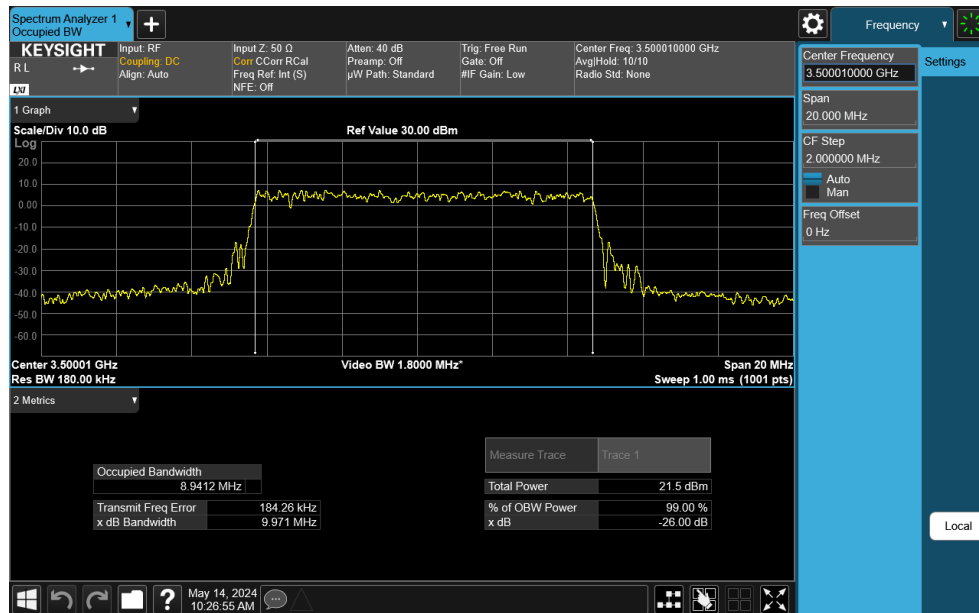 Spectrum Analyzer 1
Occupied BW
+
Frequency
KEYSIGHT
R L
LXI
Input: RF
Coupling: DC
Align: Auto
Input Z: 50 Ω
Corr CCorr RCal
Freq Ref: Int (S)
NFE: Off
Atten: 40 dB
Preamp: Off
µW Path: Standard
Trig: Free Run
Gate: Off
#IF Gain: Low
Center Freq: 3.500010000 GHz
Avg|Hold: 10/10
Radio Std: None
Center Frequency
3.500010000 GHz
Settings
Span
20.000 MHz
CF Step
2.000000 MHz
Auto
Man
Freq Offset
0 Hz
Local
1 Graph
Scale/Div 10.0 dB
Ref Value 30.00 dBm
Log
20.0
10.0
0.00
-10.0
-20.0
-30.0
-40.0
-50.0
-60.0
Center 3.50001 GHz
Video BW 1.8000 MHz*
Span 20 MHz
Res BW 180.00 kHz
Sweep 1.00 ms (1001 pts)
2 Metrics
Measure Trace Trace 1
Occupied Bandwidth
8.9412 MHz
Total Power 21.5 dBm
Transmit Freq Error 184.26 kHz
% of OBW Power 99.00 %
x dB Bandwidth 9.971 MHz
x dB -26.00 dB
?
May 14, 2024
10:26:55 AM